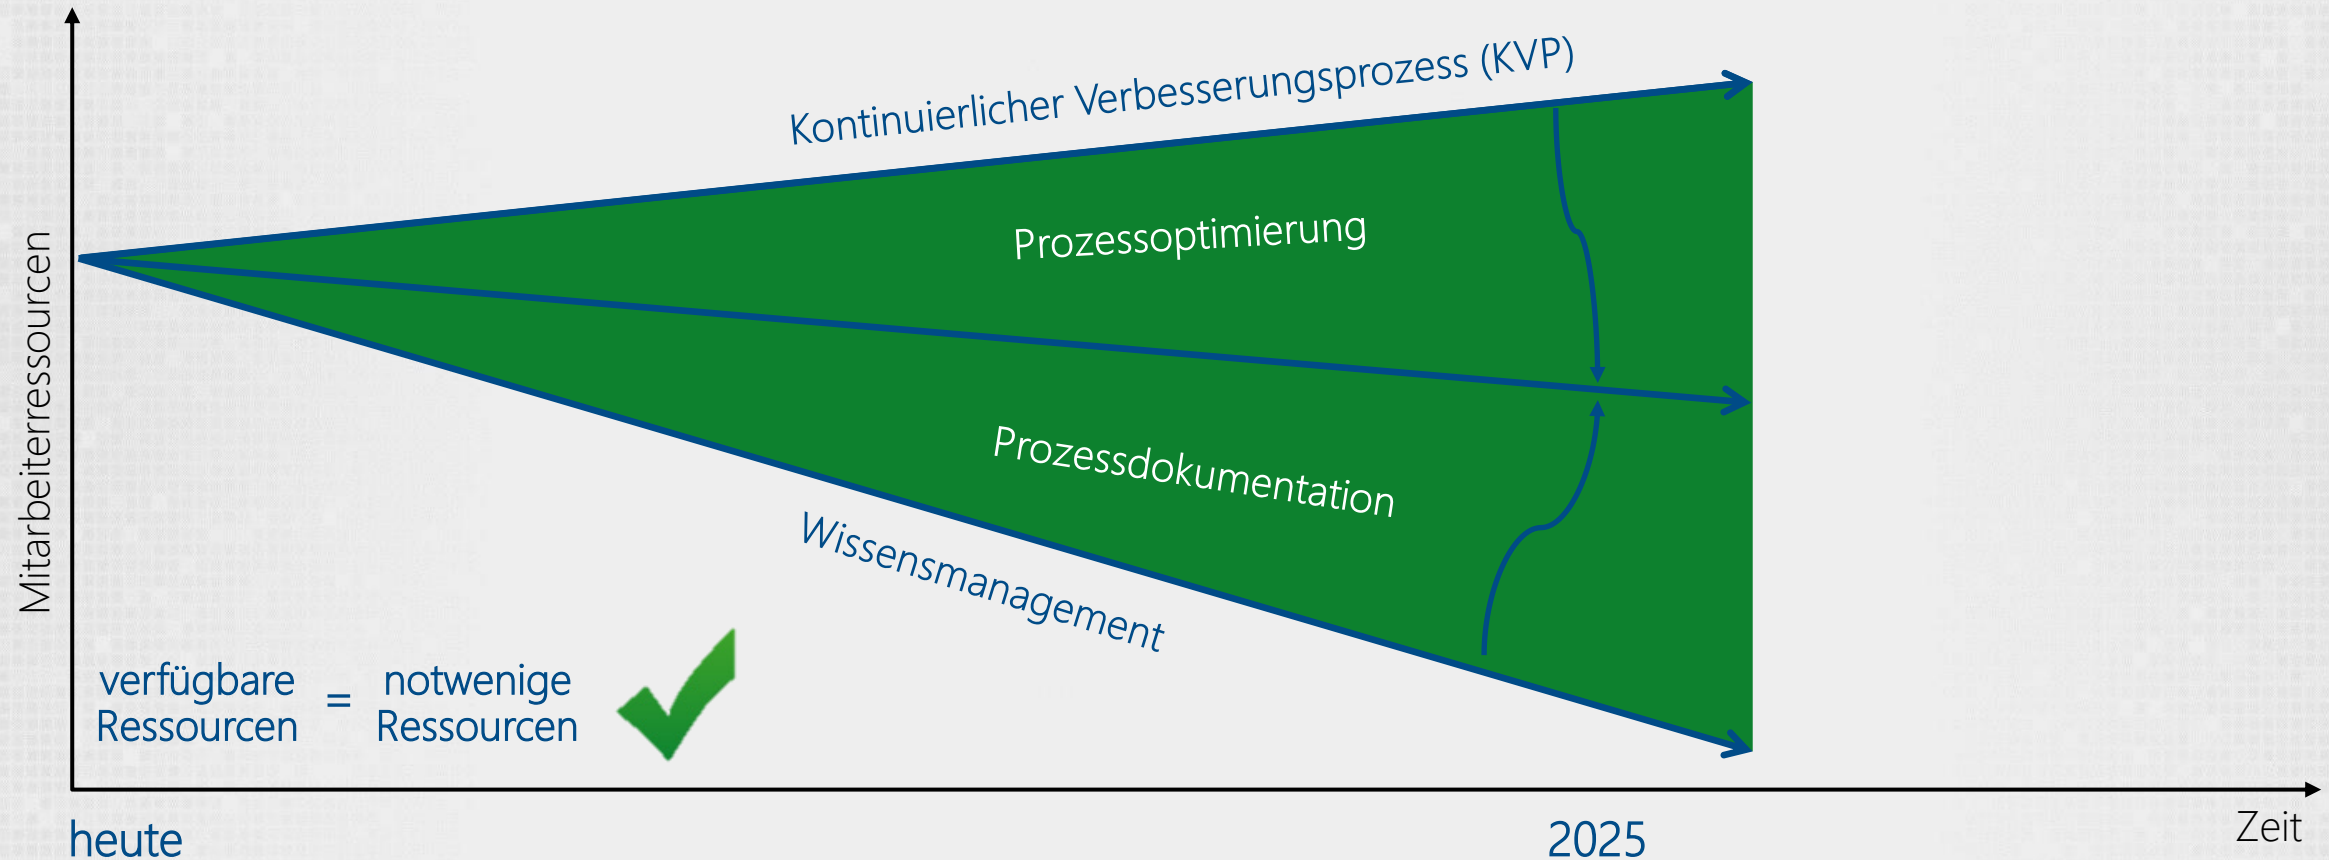 Mitarbeiterressourcen
Kontinuierlicher Verbesserungsprozess (KVP)
Prozessoptimierung
Prozessdokumentation
Wissensmanagement
verfügbare
Ressourcen
=
notwenige
Ressourcen
heute
2025
Zeit